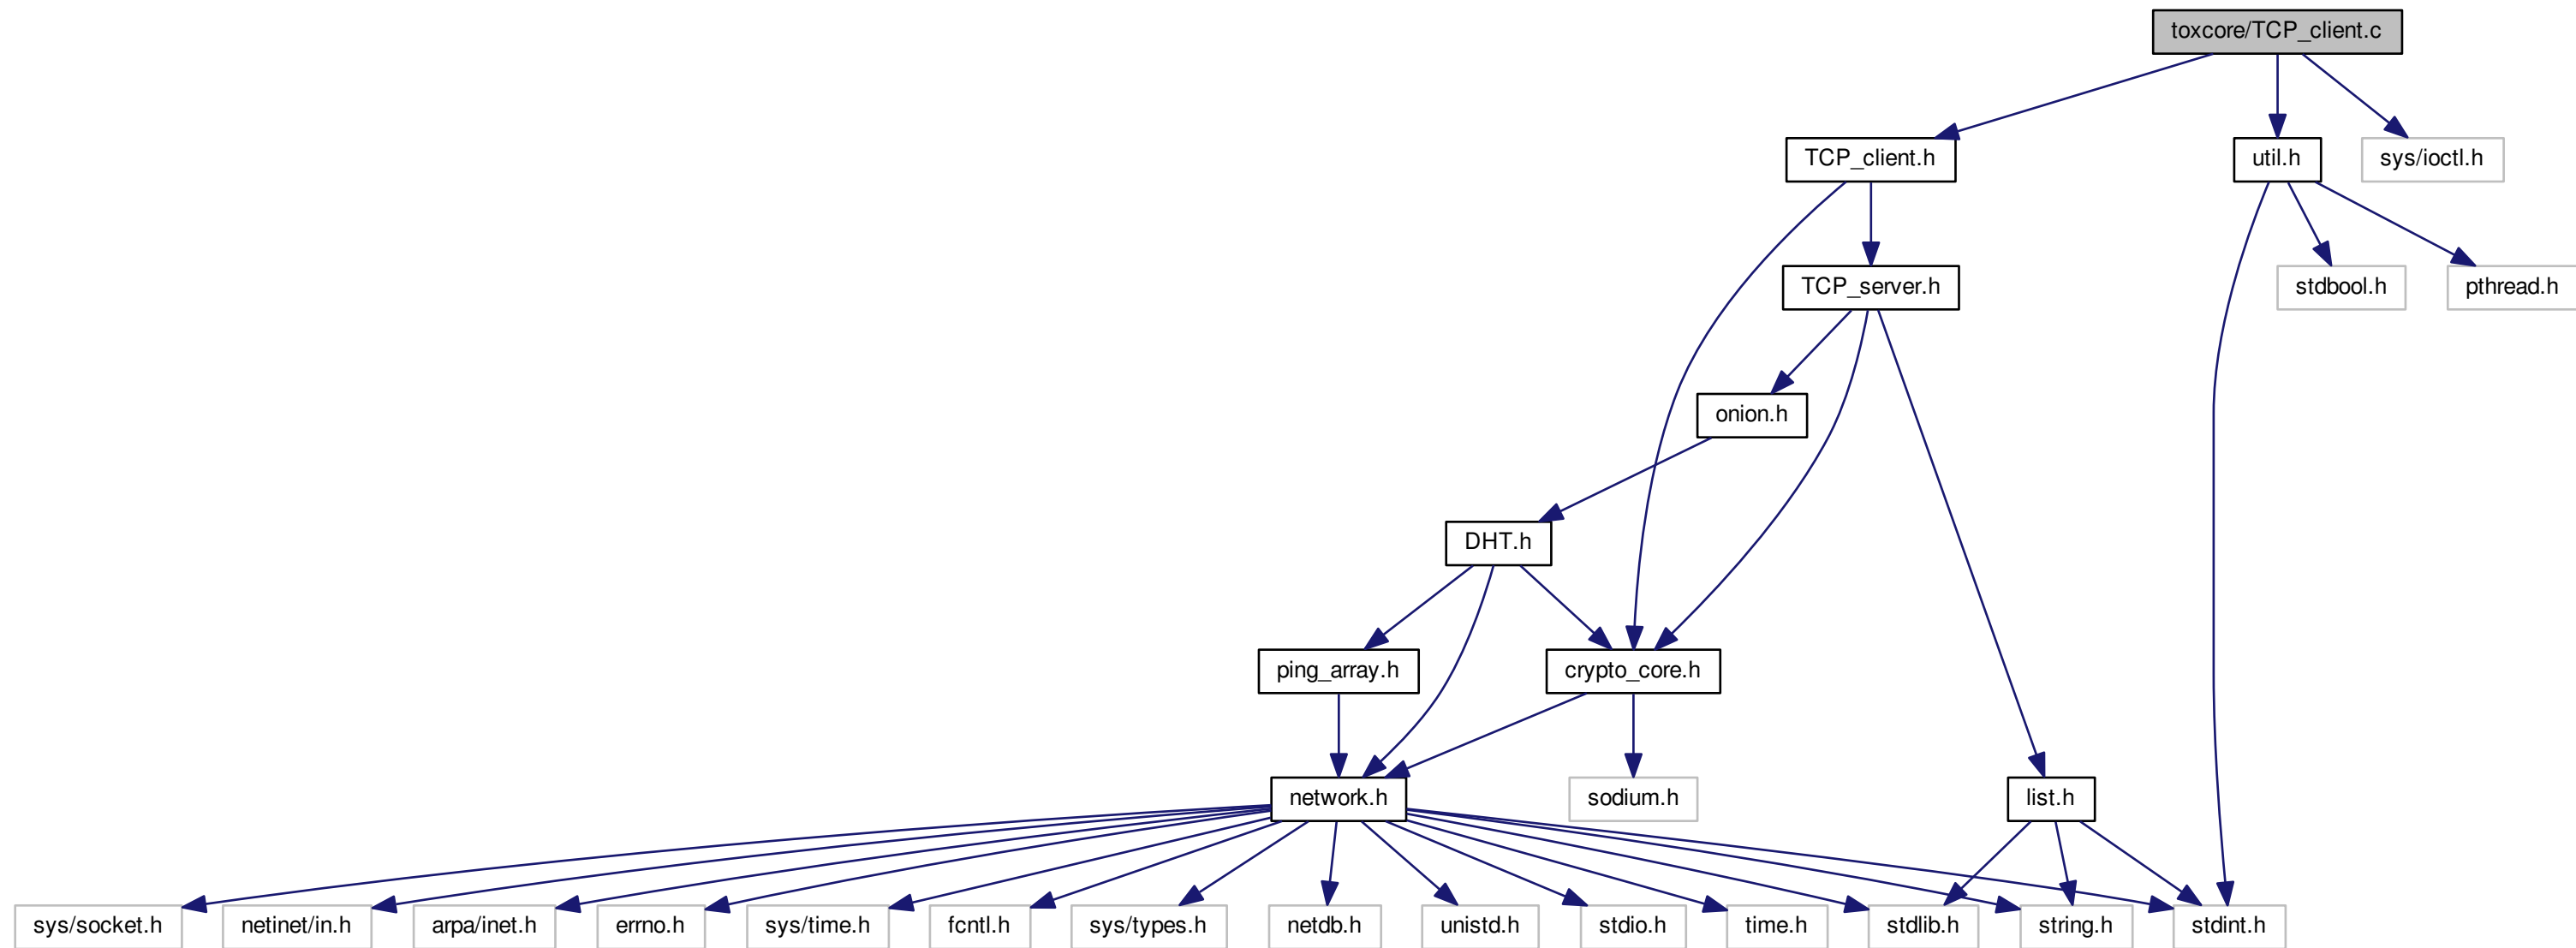 toxcore/TCP_client.c
TCP_client.h
util.h
sys/ioctl.h
TCP_server.h
stdbool.h
pthread.h
onion.h
DHT.h
ping_array.h
crypto_core.h
network.h
sodium.h
list.h
sys/socket.h
netinet/in.h
arpa/inet.h
errno.h
sys/time.h
fcntl.h
sys/types.h
netdb.h
unistd.h
stdio.h
time.h
stdlib.h
string.h
stdint.h